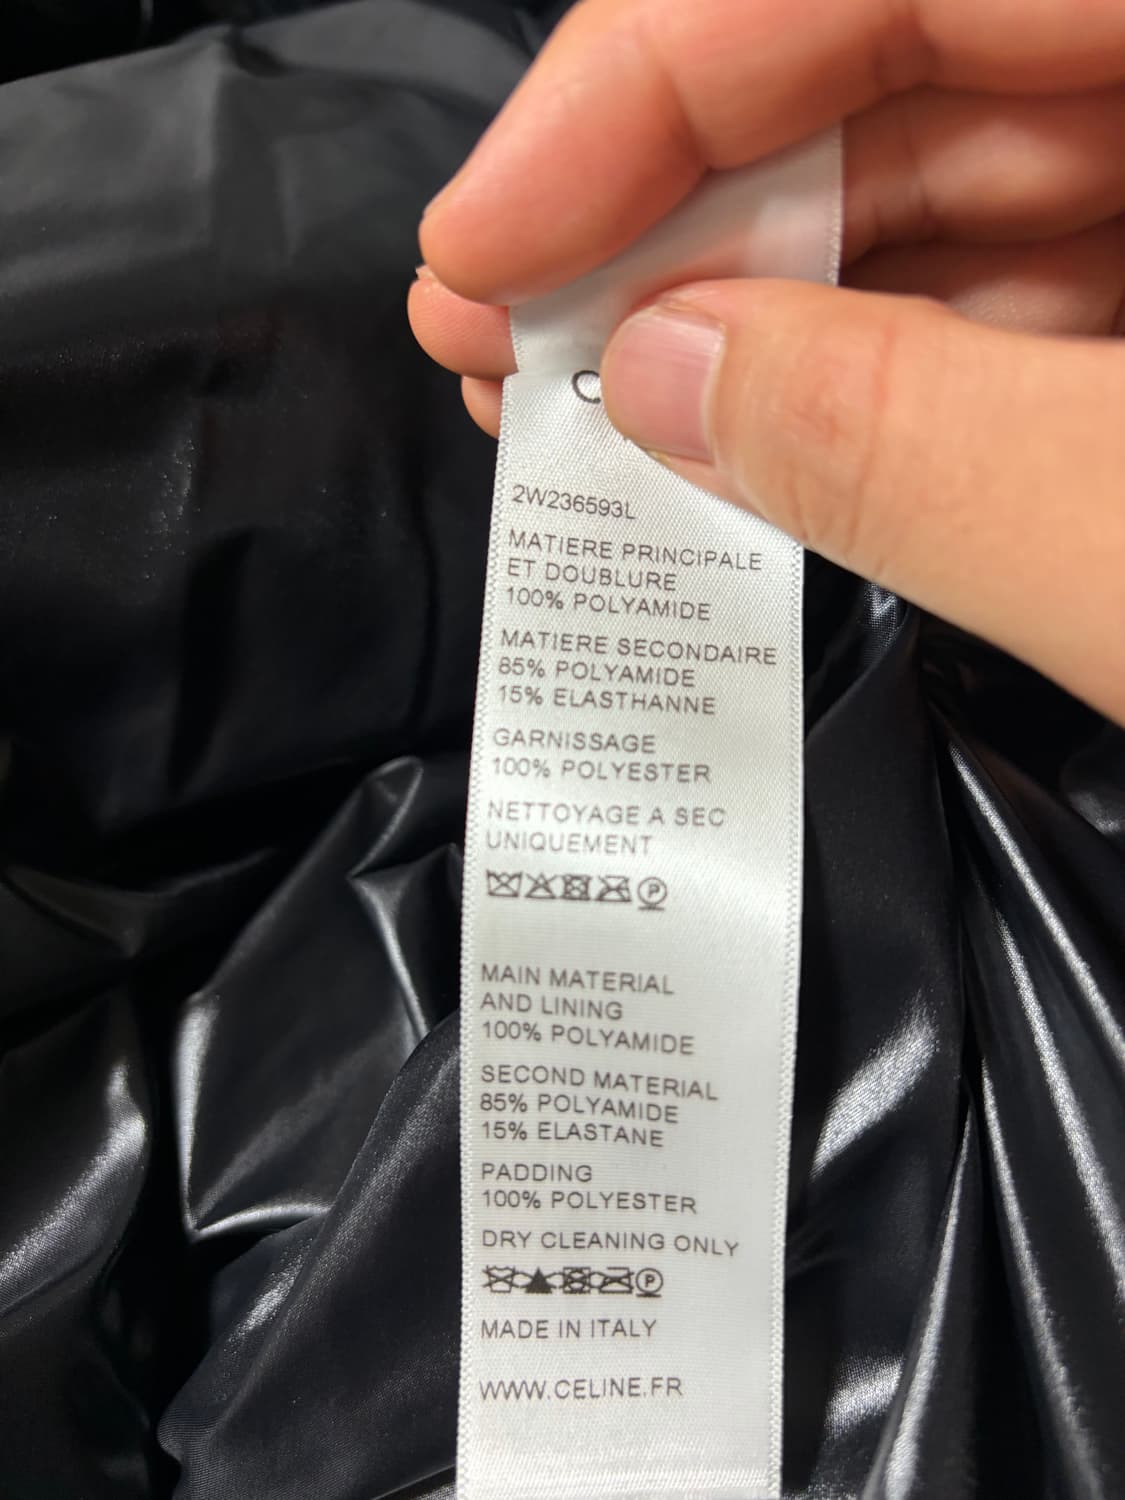 2W236593L
MATIERE PRINCIPALE
ET DOUBLURE
100% POLYAMIDE
MATIERE SECONDAIRE
85% POLYAMIDE
15% ELASTHANNE
GARNISSAGE
100% POLYESTER
NETTOYAGE A SEC
UNIQUEMENT
P
MAIN MATERIAL
AND LINING
100% POLYAMIDE
SECOND MATERIAL
85% POLYAMIDE
15% ELASTANE
PADDING
100% POLYESTER
DRY CLEANING ONLY
P
MADE IN ITALY
WWW.CELINE.FR